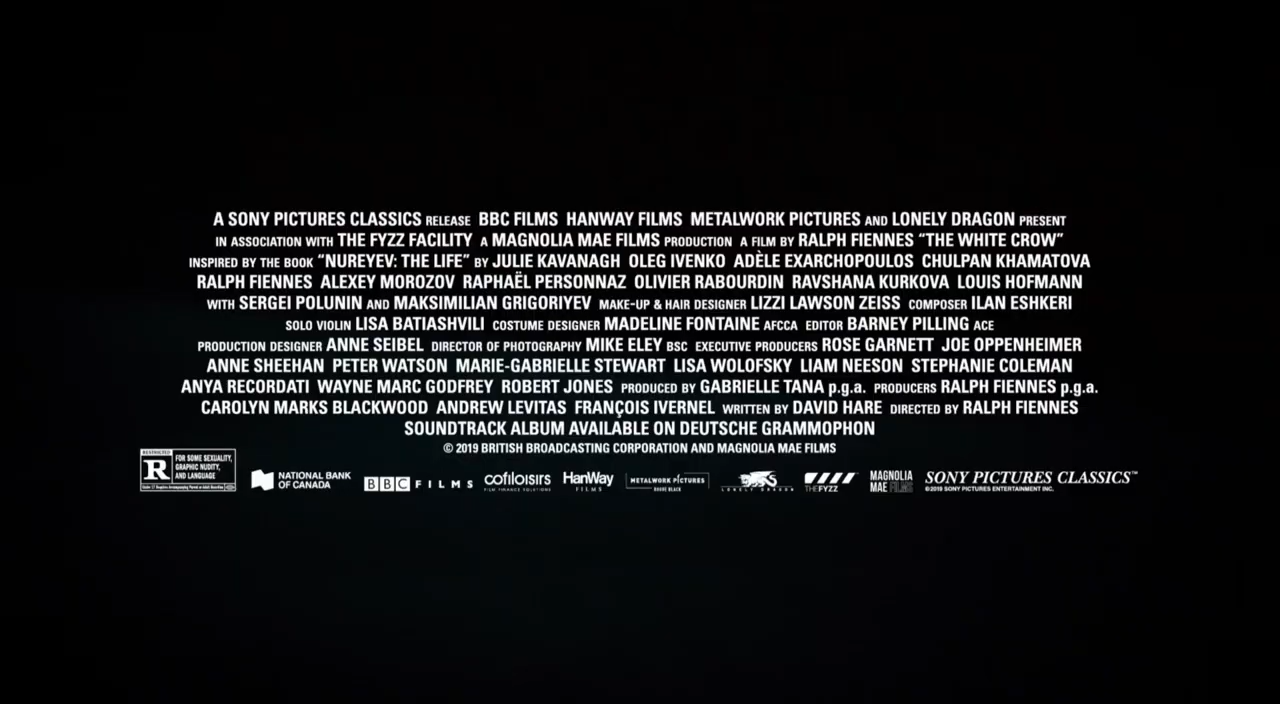 A SONY PICTURES CLASSICS RELEASE BBC FILMS HANWAY FILMS METALWORK PICTURES AND LONELY DRAGON PRESENT
IN ASSOCIATION WITH THE FYZZ FACILITY A MAGNOLIA MAE FILMS PRODUCTION A FILM BY RALPH FIENNES “THE WHITE CROW”
INSPIRED BY THE BOOK “NUREYEV: THE LIFE” BY JULIE KAVANAGH OLEG IVENKO ADÈLE EXARCHOPOULOS CHULPAN KHAMATOVA
RALPH FIENNES ALEXEY MOROZOV RAPHAËL PERSONNAZ OLIVIER RABOURDIN RAVSHANA KURKOVA LOUIS HOFMANN
WITH SERGEI POLUNIN AND MAKSIMILIAN GRIGORIYEV MAKE-UP & HAIR DESIGNER LIZZI LAWSON ZEISS COMPOSER ILAN ESHKERI
SOLO VIOLIN LISA BATIASHVILI COSTUME DESIGNER MADELINE FONTAINE AFCCA EDITOR BARNEY PILLING ACE
PRODUCTION DESIGNER ANNE SEIBEL DIRECTOR OF PHOTOGRAPHY MIKE ELEY BSC EXECUTIVE PRODUCERS ROSE GARNETT JOE OPPENHEIMER
ANNE SHEEHAN PETER WATSON MARIE-GABRIELLE STEWART LISA WOLOFSKY LIAM NEESON STEPHANIE COLEMAN
ANYA RECORDATI WAYNE MARC GODFREY ROBERT JONES PRODUCED BY GABRIELLE TANA p.g.a. PRODUCERS RALPH FIENNES p.g.a.
CAROLYN MARKS BLACKWOOD ANDREW LEVITAS FRANÇOIS IVERNEL WRITTEN BY DAVID HARE DIRECTED BY RALPH FIENNES
SOUNDTRACK ALBUM AVAILABLE ON DEUTSCHE GRAMMOPHON
© 2019 BRITISH BROADCASTING CORPORATION AND MAGNOLIA MAE FILMS
RESTRICTED
R
FOR SOME SEXUALITY,
GRAPHIC NUDITY,
AND LANGUAGE
NATIONAL BANK
OF CANADA
BBC FILMS
cofiloisirs
FILM FINANCE SOLUTIONS
HanWay
FILMS
METALWORK PICTURES
LONELY DRAGON
THEFYZZ
MAGNOLIA
MAE FILMS
SONY PICTURES CLASSICS™
©2019 SONY PICTURES ENTERTAINMENT INC.